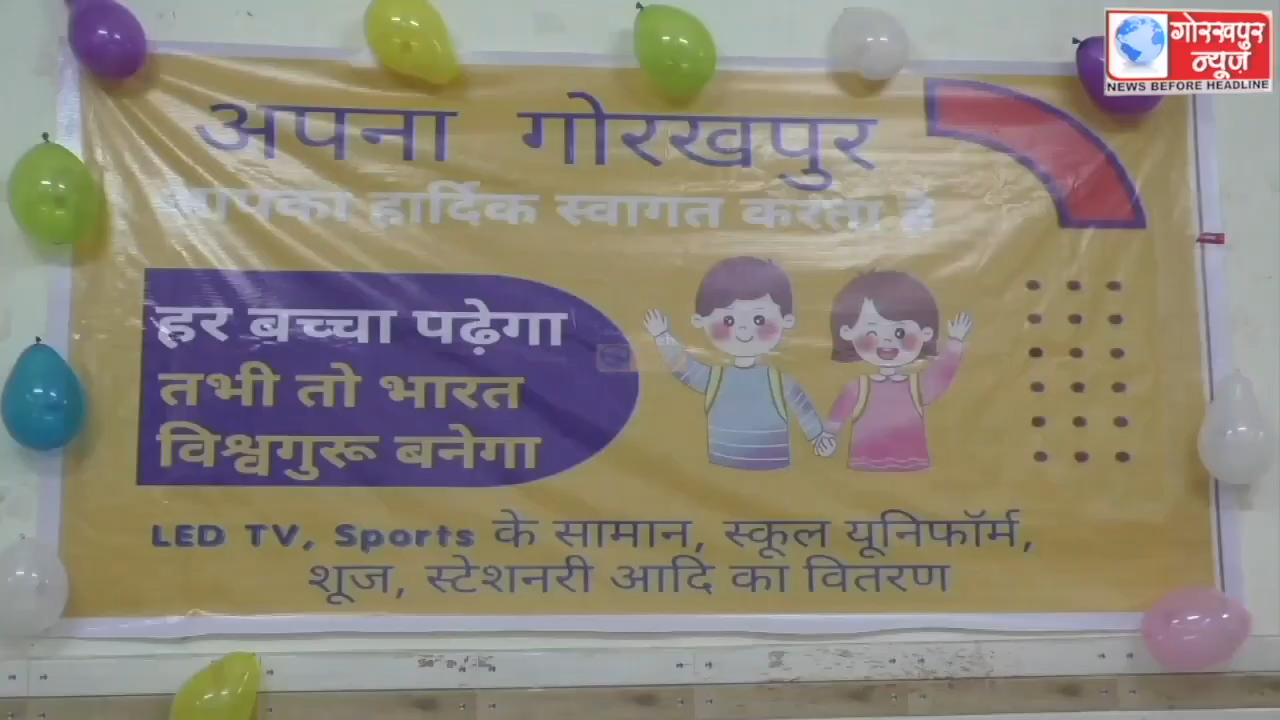 गोरखपुर
न्यूज़
NEWS BEFORE HEADLINE
अपना गोरखपुर
आपका हार्दिक स्वागत करता है
हर बच्चा पढ़ेगा
तभी तो भारत
विश्वगुरू बनेगा
LED TV, Sports के सामान, स्कूल यूनिफॉर्म,
शूज, स्टेशनरी आदि का वितरण